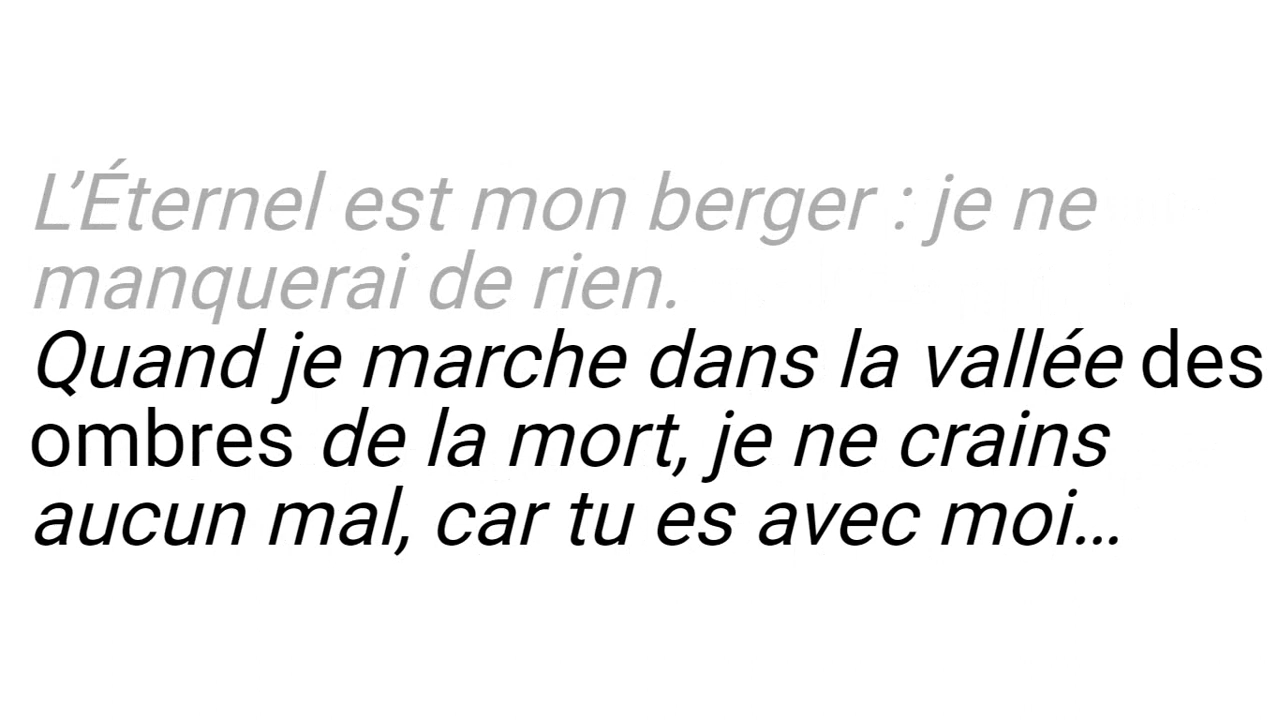 L’Éternel est mon berger : je ne
manquerai de rien.
Quand je marche dans la vallée des
ombres de la mort, je ne crains
aucun mal, car tu es avec moi…